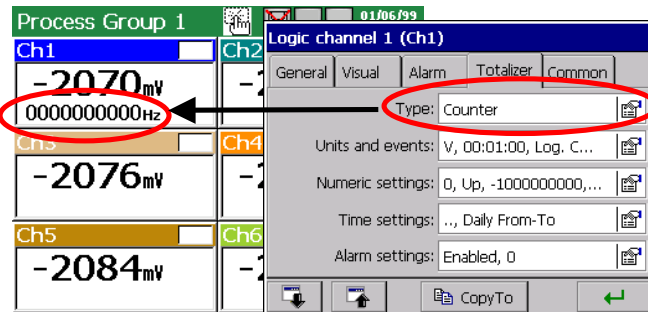 Process Group 1
01/06/99
Ch1
Ch2
-2070mV
0000000000Hz
Ch3
Ch4
-2076mV
Ch5
Ch6
-2084mV
Logic channel 1 (Ch1)
General Visual Alarm Totalizer Common
Type: Counter
Units and events: V, 00:01:00, Log. C...
Numeric settings: 0, Up, -1000000000,...
Time settings: .., Daily From-To
Alarm settings: Enabled, 0
CopyTo